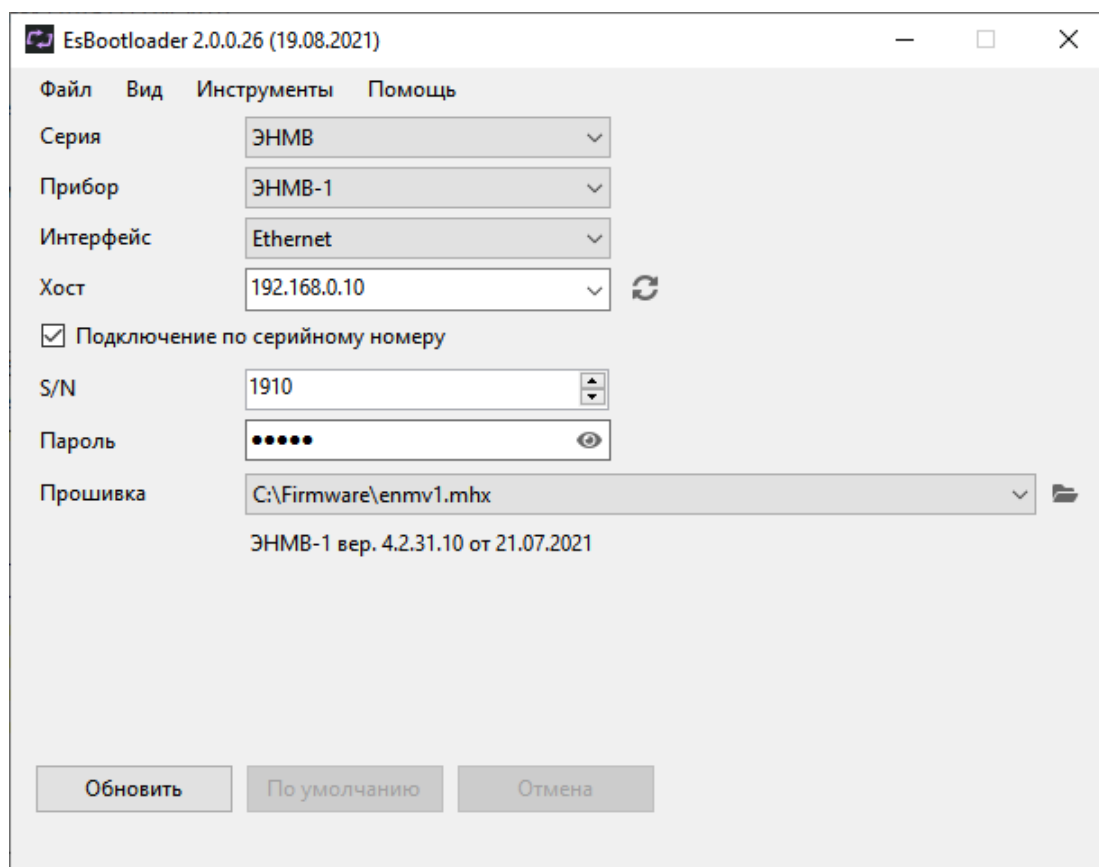 EsBootloader 2.0.0.26 (19.08.2021)
Файл Вид Инструменты Помощь
Серия ЭНМВ
Прибор ЭНМВ-1
Интерфейс Ethernet
Хост 192.168.0.10
Подключение по серийному номеру
S/N 1910
Пароль •••••
Прошивка C:\Firmware\enmv1.mhx
ЭНМВ-1 вер. 4.2.31.10 от 21.07.2021
Обновить По умолчанию Отмена